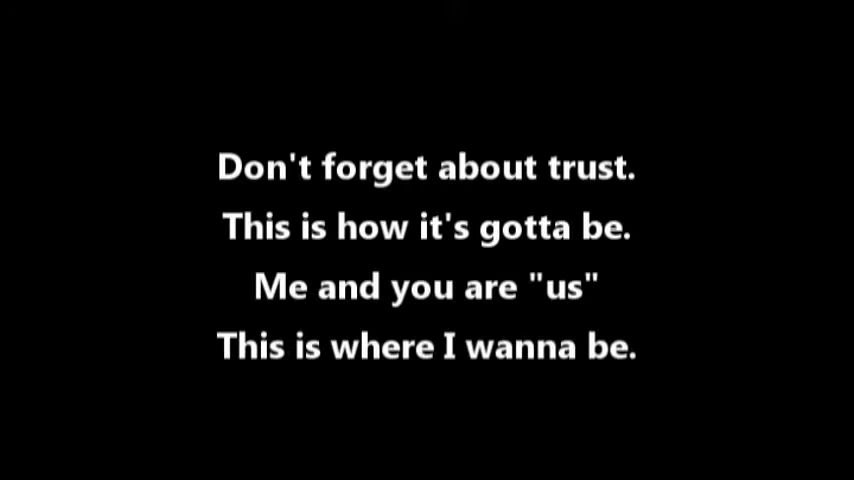 Don't forget about trust.
This is how it's gotta be.
Me and you are "us"
This is where I wanna be.